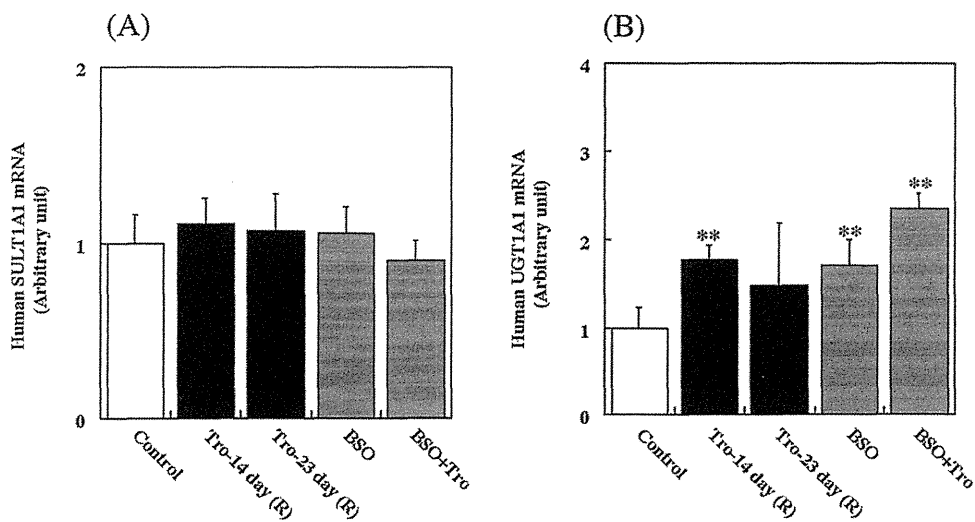 (A)
Human SULT1A1 mRNA
(Arbitrary unit)
2
1
0
Control
Tro-14 day (R)
Tro-23 day (R)
BSO
BSO+Tro
(B)
Human UGT1A1 mRNA
(Arbitrary unit)
4
3
2
1
0
**
**
**
Control
Tro-14 day (R)
Tro-23 day (R)
BSO
BSO+Tro